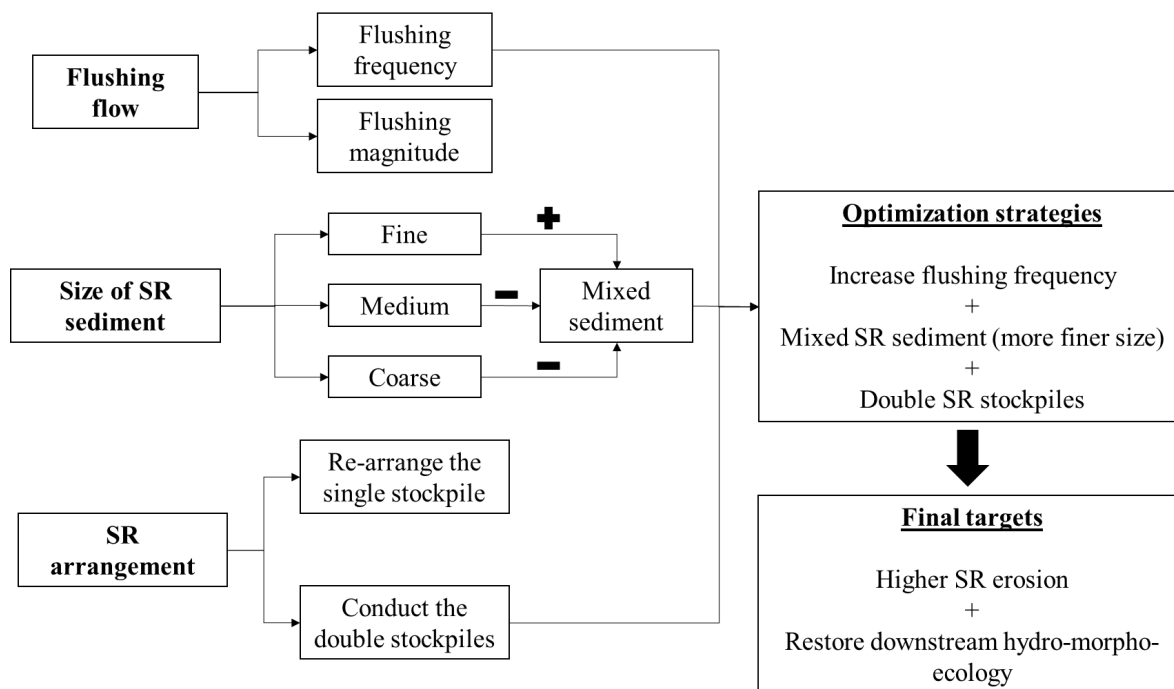 Flushing
flow
Flushing
frequency
Flushing
magnitude
Size of SR
sediment
Fine
Medium
Coarse
+
-
-
Mixed
sediment
SR
arrangement
Re-arrange the
single stockpile
Conduct the
double stockpiles
Optimization strategies
Increase flushing frequency
+
Mixed SR sediment (more finer size)
+
Double SR stockpiles
Final targets
Higher SR erosion
+
Restore downstream hydro-morpho-
ecology